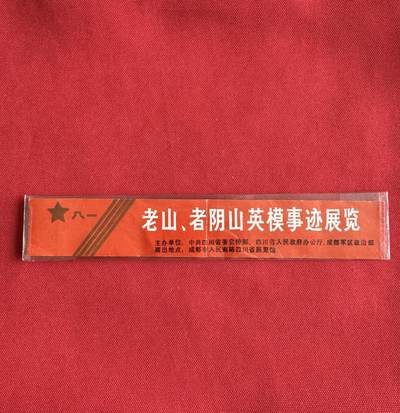 八一
老山、者阴山英模事迹展览
主办单位：中共四川省委宣传部、四川省人民政府办公厅、成都军区政治部
展出地点：成都市人民南路四川省展览馆